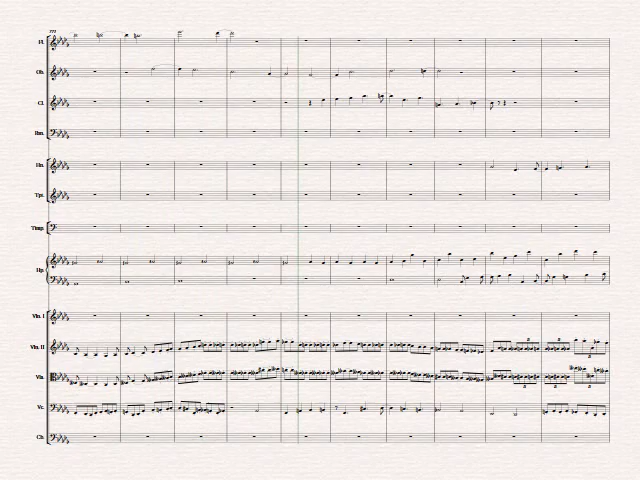 Fl.
Ob.
Cl.
Bsn.
Hn.
Tpt.
Timp.
Hp.
Vln. I
Vln. II
Vla.
Vc.
Cb.